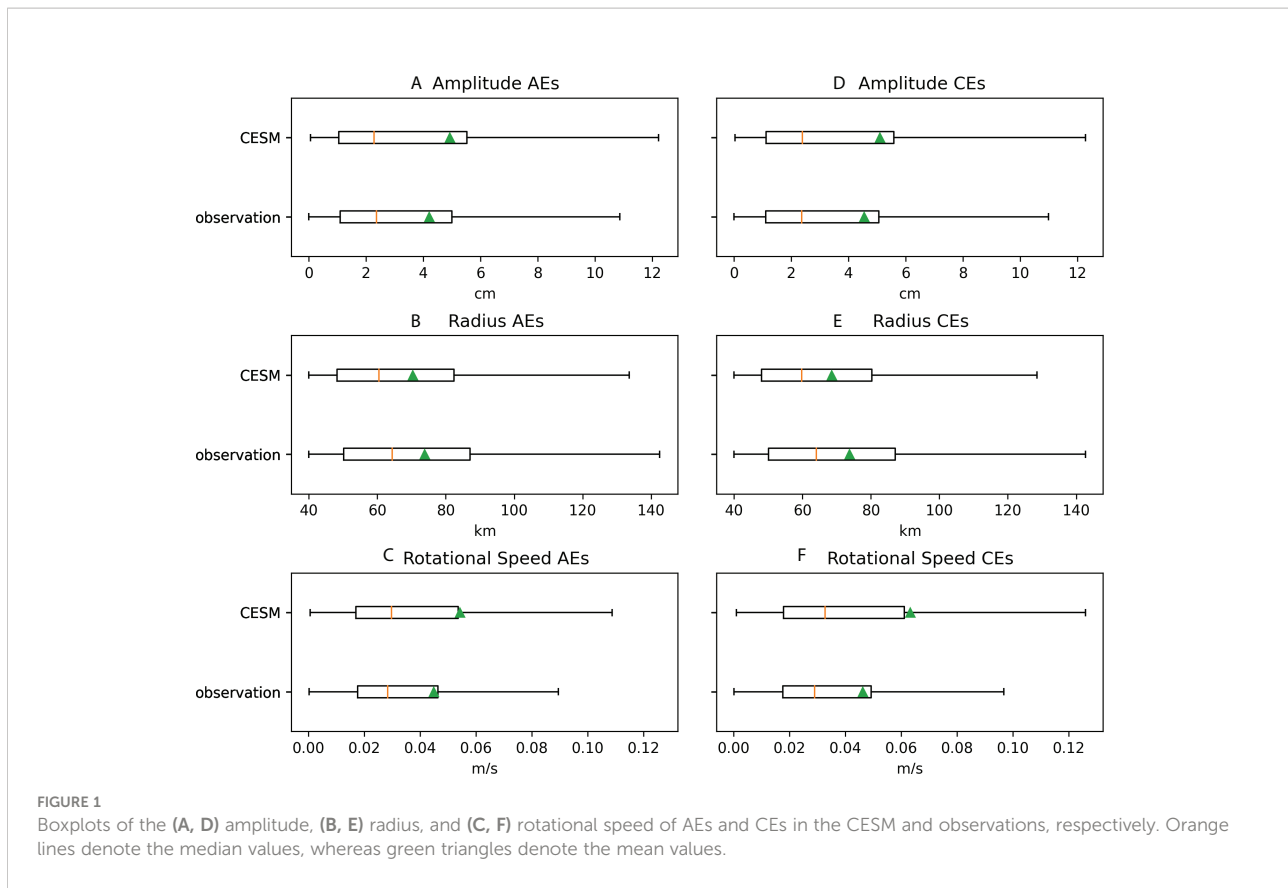 A Amplitude AEs
D Amplitude CEs
CESM
observation
0 2 4 6 8 10 12
cm
0 2 4 6 8 10 12
cm
B Radius AEs
E Radius CEs
CESM
observation
40 60 80 100 120 140
km
40 60 80 100 120 140
km
C Rotational Speed AEs
F Rotational Speed CEs
CESM
observation
0.00 0.02 0.04 0.06 0.08 0.10 0.12
m/s
0.00 0.02 0.04 0.06 0.08 0.10 0.12
m/s
FIGURE 1
Boxplots of the (A, D) amplitude, (B, E) radius, and (C, F) rotational speed of AEs and CEs in the CESM and observations, respectively. Orange
lines denote the median values, whereas green triangles denote the mean values.